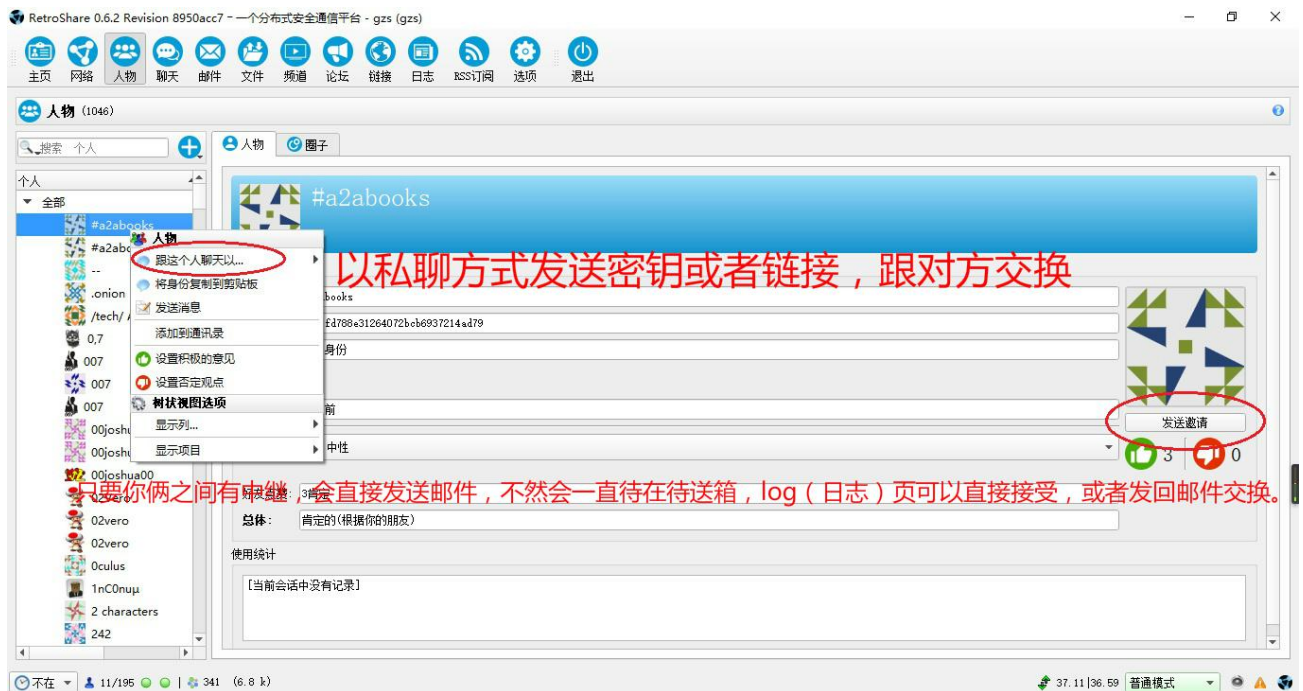 RetroShare 0.6.2 Revision 8950acc7 - 一个分布式安全通信平台 - gzs (gzs)
主页 网络 人物 聊天 邮件 文件 频道 论坛 链接 日志 RSS订阅 选项 退出
人物 (1046)
搜索 个人
人物 圈子
个人
全部
#a2abooks
#a2abooks
#a2abo
--
.onion
/tech/
0,7
007
007
007
00joshu
00joshu
00joshua00
02vero
02vero
02vero
0culus
1nC0nuμ
2 characters
242
人物
跟这个人聊天以...
将身份复制到剪贴板
发送消息
添加到通讯录
设置积极的意见
设置否定观点
树状视图选项
显示列...
显示项目
以私聊方式发送密钥或者链接，跟对方交换
books
fd788e31264072bcb6937214ad79
身份
前
中性
发送邀请
3 0
只要你俩之间有中继，会直接发送邮件，不然会一直待在待送箱，log（日志）页可以直接接受，或者发回邮件交换。
3肯定
总体: 肯定的(根据你的朋友)
使用统计
[当前会话中没有记录]
不在 11/195 341 (6.8 k) 37.11|36.59 普通模式